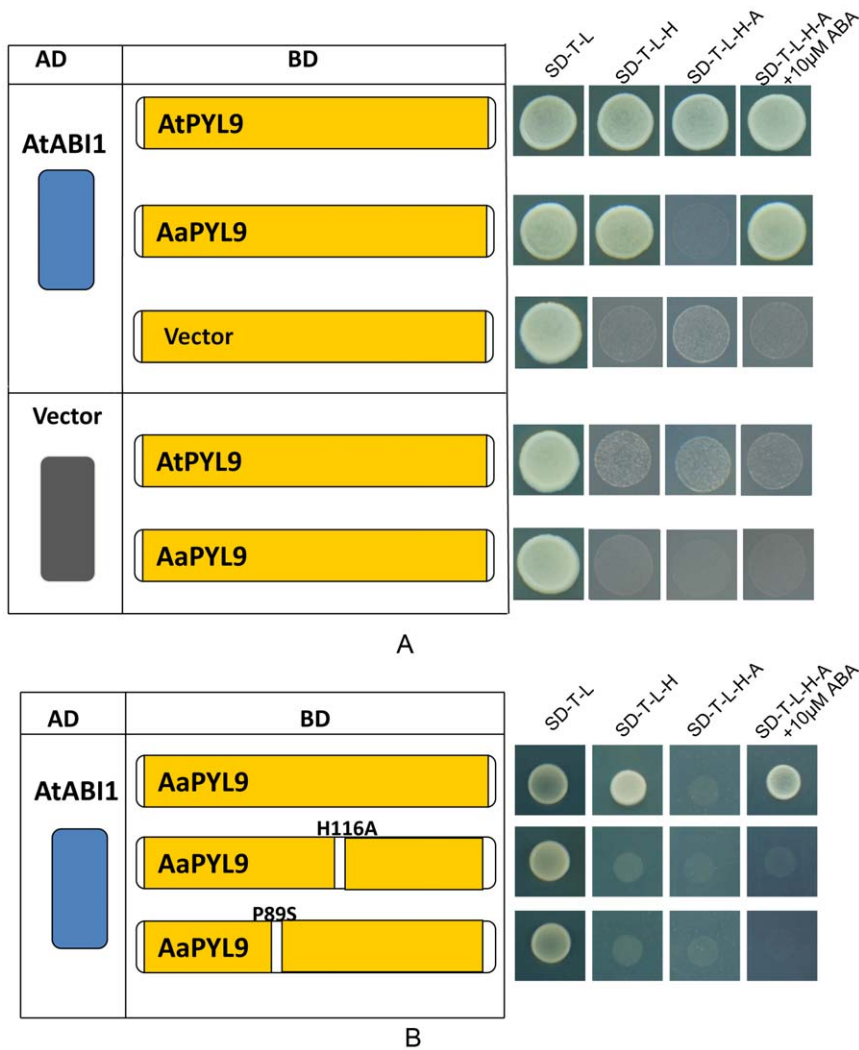 SD-T-L
SD-T-L-H
SD-T-L-H-A
SD-T-L-H-A
+10µM ABA
AD
BD
AtABI1
AtPYL9
AaPYL9
Vector
Vector
AtPYL9
AaPYL9
A
SD-T-L
SD-T-L-H
SD-T-L-H-A
SD-T-L-H-A
+10µM ABA
AD
BD
AtABI1
AaPYL9
H116A
AaPYL9
P89S
AaPYL9
B